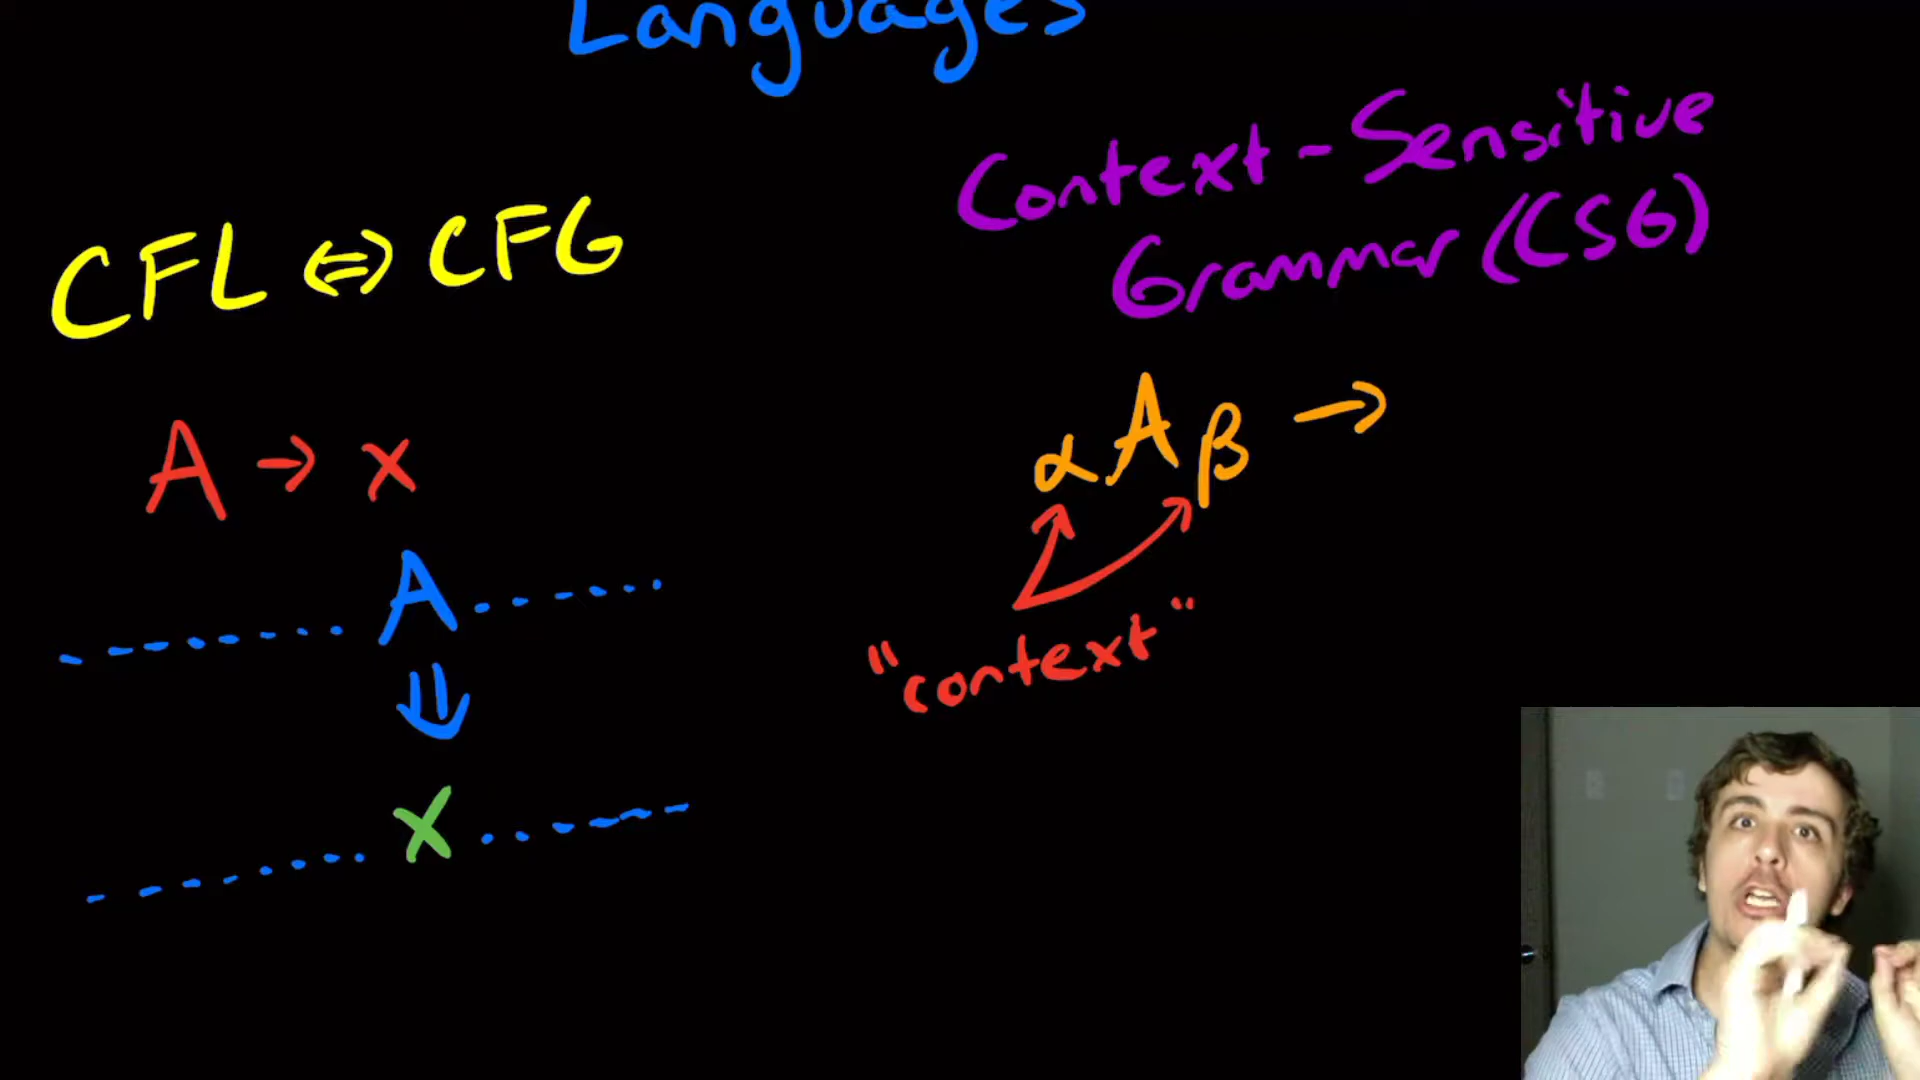 Languages
Context-Sensitive
Grammar (CSG)
CFL ⇔ CFG
A → x
αAβ →
A
"context"
⇓
x